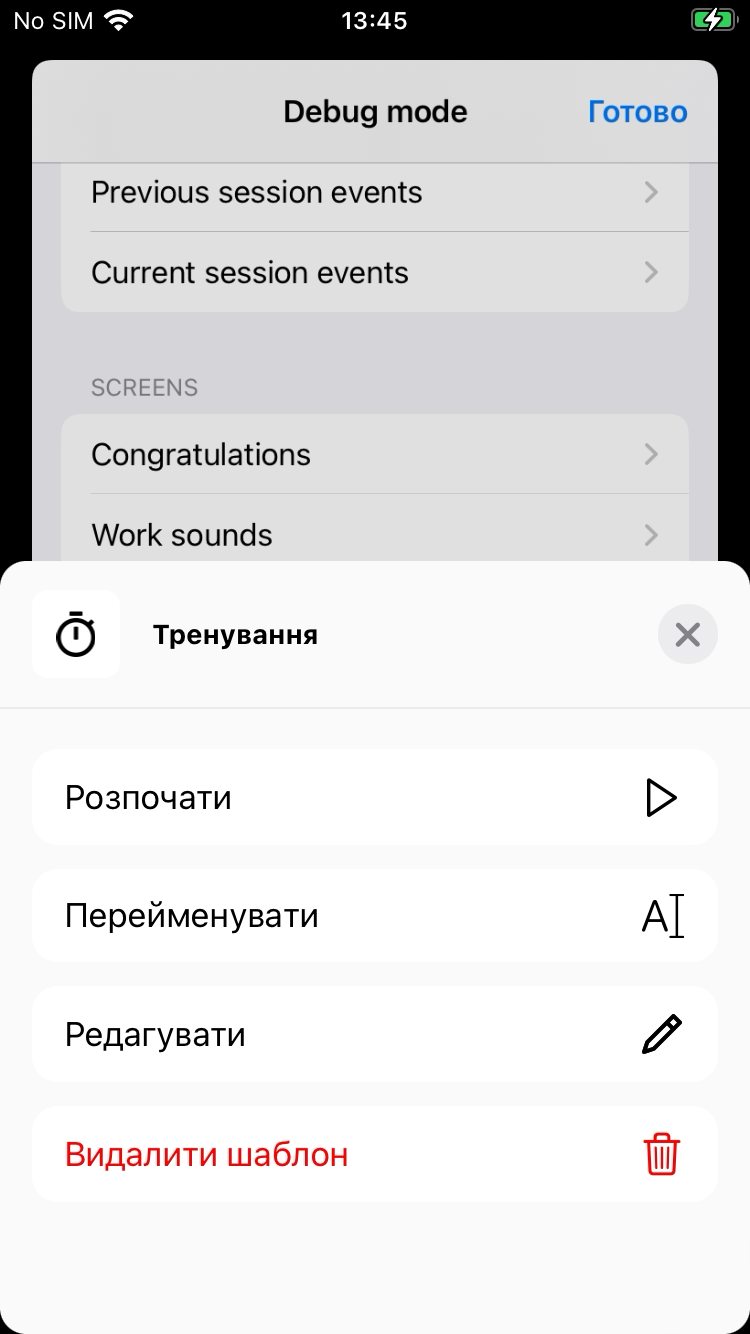 No SIM 13:45
Debug mode Готово
Previous session events
Current session events
SCREENS
Congratulations
Work sounds
Тренування
Розпочати
Перейменувати
Редагувати
Видалити шаблон